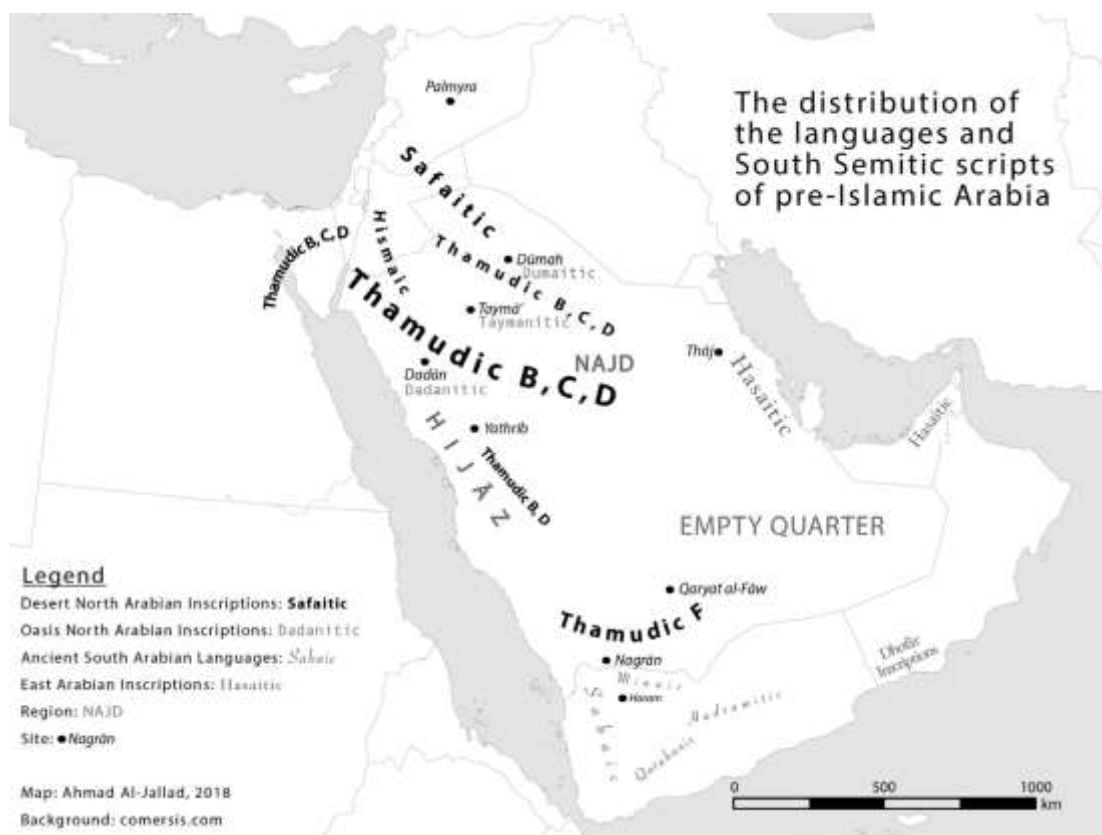 The distribution of
the languages and
South Semitic scripts
of pre-Islamic Arabia
Palmyra
Safaitic
Hismaic
Thamudic B, C, D
Thamudic B, C, D
Dūmah
Dumaitic
Taymāʾ
Taymanitic
Thamudic B, C, D
NAJD
Dadān
Dadanitic
Thāj
Hasaitic
Hasaitic
Yathrib
HIJĀZ
Thamudic B, D
EMPTY QUARTER
Qaryat al-Fāw
Thamudic F
Nagrān
Minaic
Haram
Sabaic
Hadramitic
Qatabanic
Dhofar
Inscriptions
Legend
Desert North Arabian Inscriptions: Safaitic
Oasis North Arabian Inscriptions: Dadanitic
Ancient South Arabian Languages: Sabaic
East Arabian Inscriptions: Hasaitic
Region: NAJD
Site: ●Nagrān
Map: Ahmad Al-Jallad, 2018
Background: comersis.com
0 500 1000
km